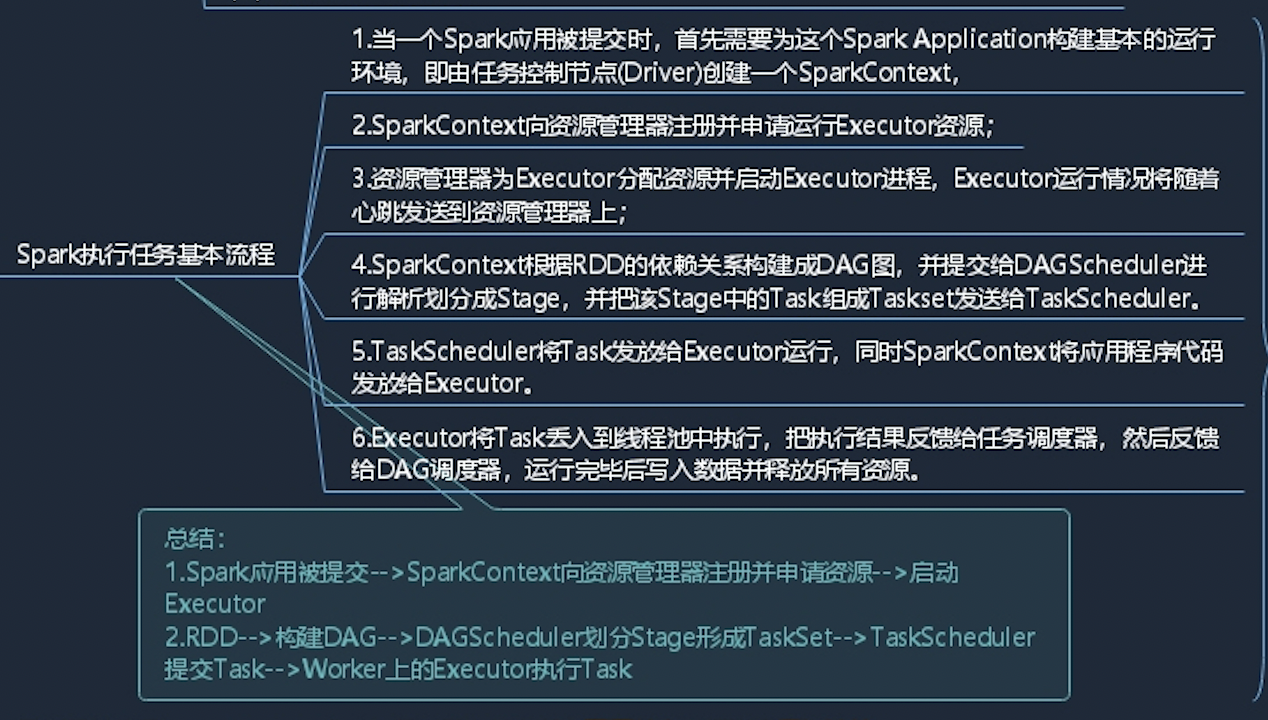 1.当一个Spark应用被提交时，首先需要为这个Spark Application构建基本的运行
环境，即由任务控制节点(Driver)创建一个SparkContext，
2.SparkContext向资源管理器注册并申请运行Executor资源；
3.资源管理器为Executor分配资源并启动Executor进程，Executor运行情况将随着
心跳发送到资源管理器上；
Spark执行任务基本流程
4.SparkContext根据RDD的依赖关系构建成DAG图，并提交给DAGScheduler进
行解析划分成Stage，并把该Stage中的Task组成Taskset发送给TaskScheduler。
5.TaskScheduler将Task发放给Executor运行，同时SparkContext将应用程序代码
发放给Executor。
6.Executor将Task丢入到线程池中执行，把执行结果反馈给任务调度器，然后反馈
给DAG调度器，运行完毕后写入数据并释放所有资源。
总结：
1.Spark应用被提交-->SparkContext向资源管理器注册并申请资源-->启动
Executor
2.RDD-->构建DAG-->DAGScheduler划分Stage形成TaskSet-->TaskScheduler
提交Task-->Worker上的Executor执行Task